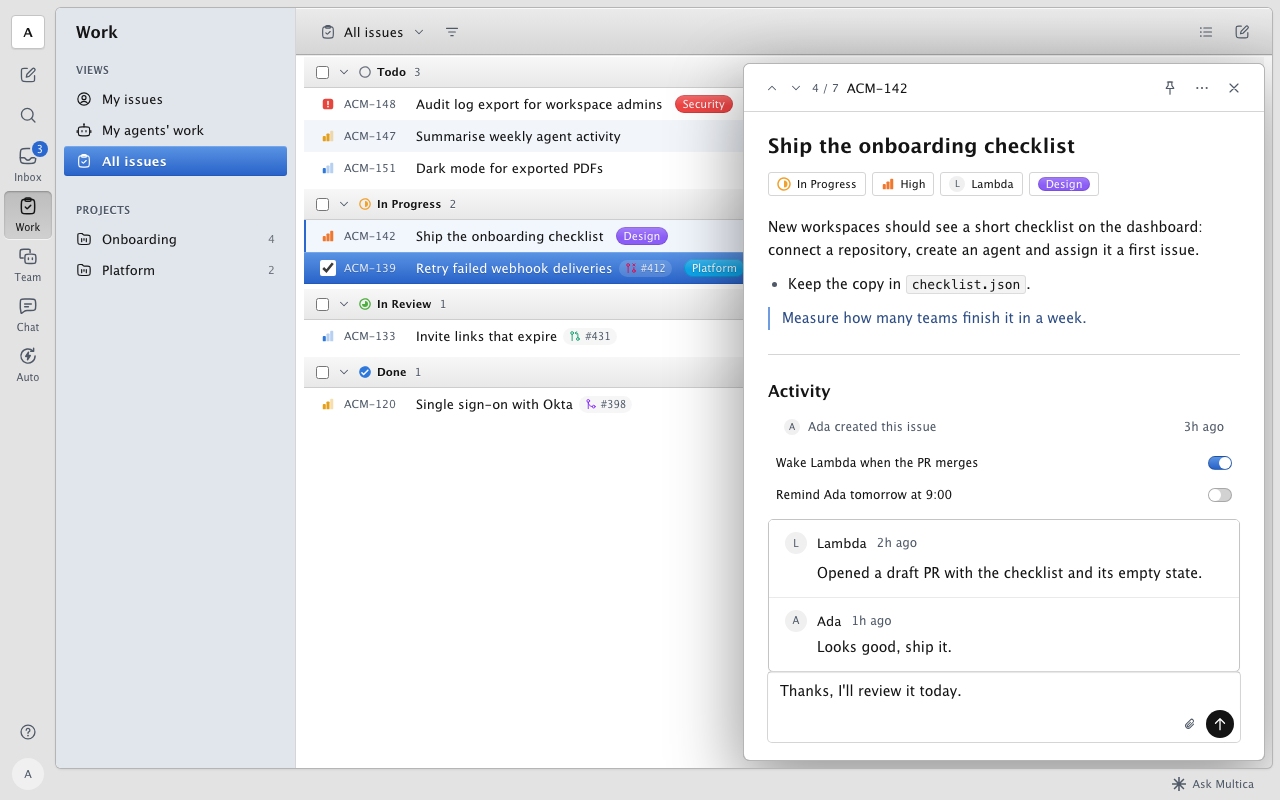 A
Inbox
3
Work
Team
Chat
Auto
A
Work
VIEWS
My issues
My agents' work
All issues
PROJECTS
Onboarding 4
Platform 2
All issues
Todo 3
ACM-148 Audit log export for workspace admins Security
ACM-147 Summarise weekly agent activity
ACM-151 Dark mode for exported PDFs
In Progress 2
ACM-142 Ship the onboarding checklist Design
ACM-139 Retry failed webhook deliveries #412 Platform
In Review 1
ACM-133 Invite links that expire #431
Done 1
ACM-120 Single sign-on with Okta #398
4 / 7 ACM-142
Ship the onboarding checklist
In Progress High L Lambda Design
New workspaces should see a short checklist on the dashboard:
connect a repository, create an agent and assign it a first issue.
• Keep the copy in checklist.json.
Measure how many teams finish it in a week.
Activity
A Ada created this issue 3h ago
Wake Lambda when the PR merges
Remind Ada tomorrow at 9:00
L Lambda 2h ago
Opened a draft PR with the checklist and its empty state.
A Ada 1h ago
Looks good, ship it.
Thanks, I'll review it today.
Ask Multica